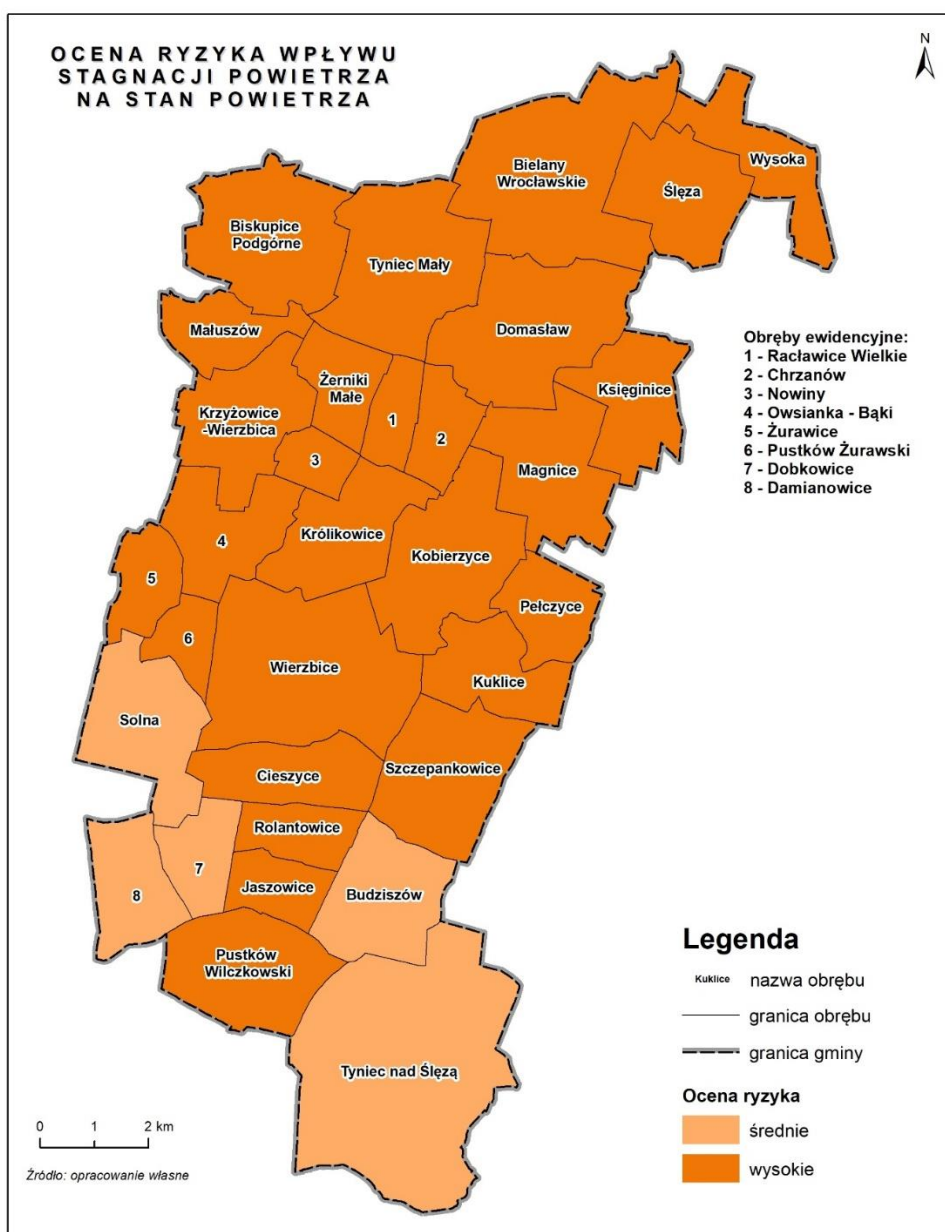 OCENA RYZYKA WPŁYWU
STAGNACJI POWIETRZA
NA STAN POWIETRZA
N
Wysoka
Bielany
Wrocławskie
Ślęza
Biskupice
Podgórne
Tyniec Mały
Małuszów
Domasław
Obręby ewidencyjne:
1 - Racławice Wielkie
2 - Chrzanów
3 - Nowiny
4 - Owsianka - Bąki
5 - Żurawice
6 - Pustków Żurawski
7 - Dobkowice
8 - Damianowice
Żerniki
Małe
Księginice
Krzyżowice
-Wierzbica
1
2
3
Magnice
Królikowice
4
Kobierzyce
5
Pełczyce
6
Wierzbice
Kuklice
Solna
Cieszyce
Szczepankowice
Rolantowice
7
Jaszowice
Budziszów
8
Pustków
Wilczkowski
Tyniec nad Ślęzą
Legenda
Kuklice nazwa obrębu
granica obrębu
granica gminy
Ocena ryzyka
średnie
wysokie
0 1 2 km
Źródło: opracowanie własne